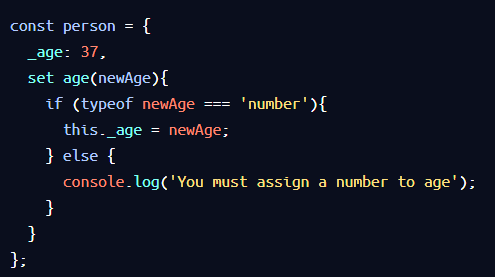 const person = {
  _age: 37,
  set age(newAge){
    if (typeof newAge === 'number'){
      this._age = newAge;
    } else {
      console.log('You must assign a number to age');
    }
  }
};